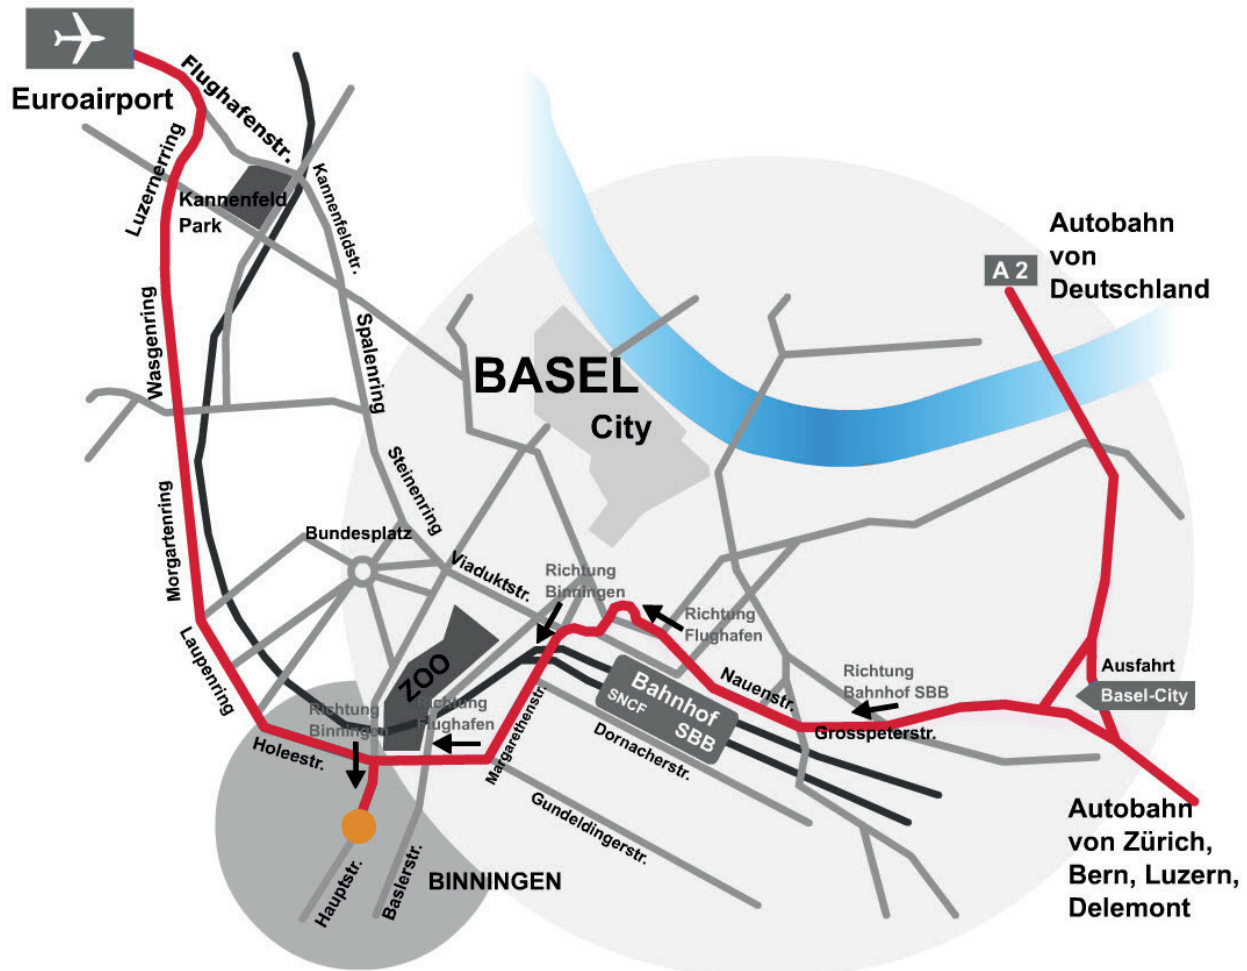 Euroairport
Flughafenstr.
Luzernerring
Kannenfeld
Park
Kannenfeldstr.
Autobahn
von
Deutschland
A 2
Wasgenring
Spalenring
BASEL
City
Steinenring
Morgartenring
Bundesplatz
Viaduktstr.
Richtung
Binningen
Richtung
Flughafen
Laupenring
ZOO
Bahnhof
SNCF
SBB
Nauenstr.
Richtung
Bahnhof SBB
Ausfahrt
Basel-City
Richtung
Binningen
Richtung
Flughafen
Holeestr.
Margarethenstr.
Dornacherstr.
Grosspeterstr.
Gundeldingerstr.
Autobahn
von Zürich,
Bern, Luzern,
Delemont
Hauptstr.
Baslerstr.
BINNINGEN